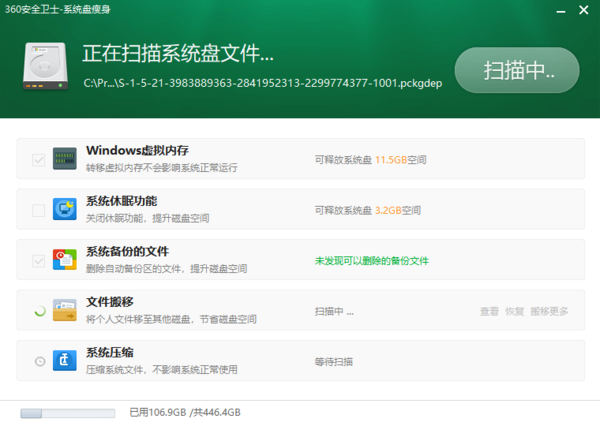 360安全卫士-系统盘瘦身
正在扫描系统盘文件...
C:\Pr...\S-1-5-21-3983889363-2841952313-2299774377-1001.pckgdep
扫描中..
Windows虚拟内存
转移虚拟内存不会影响系统正常运行
可释放系统盘 11.5GB空间
系统休眠功能
关闭休眠功能，提升磁盘空间
可释放系统盘 3.2GB空间
系统备份的文件
删除自动备份区的文件，提升磁盘空间
未发现可以删除的备份文件
文件搬移
将个人文件移至其他磁盘，节省磁盘空间
扫描中 ...
查看 恢复 搬移更多
系统压缩
压缩系统文件，不影响系统正常使用
等待扫描
已用106.9GB /共446.4GB